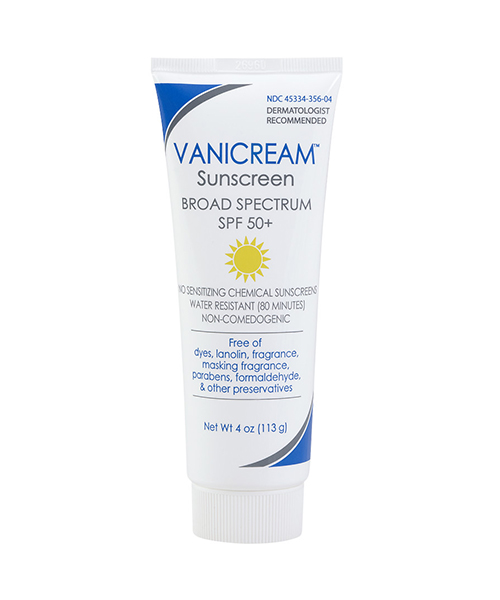 NDC 45334-356-04
DERMATOLOGIST
RECOMMENDED
VANICREAM™
Sunscreen
BROAD SPECTRUM
SPF 50+
NO SENSITIZING CHEMICAL SUNSCREENS
WATER RESISTANT (80 MINUTES)
NON-COMEDOGENIC
Free of
dyes, lanolin, fragrance,
masking fragrance,
parabens, formaldehyde,
& other preservatives
Net Wt 4 oz (113 g)